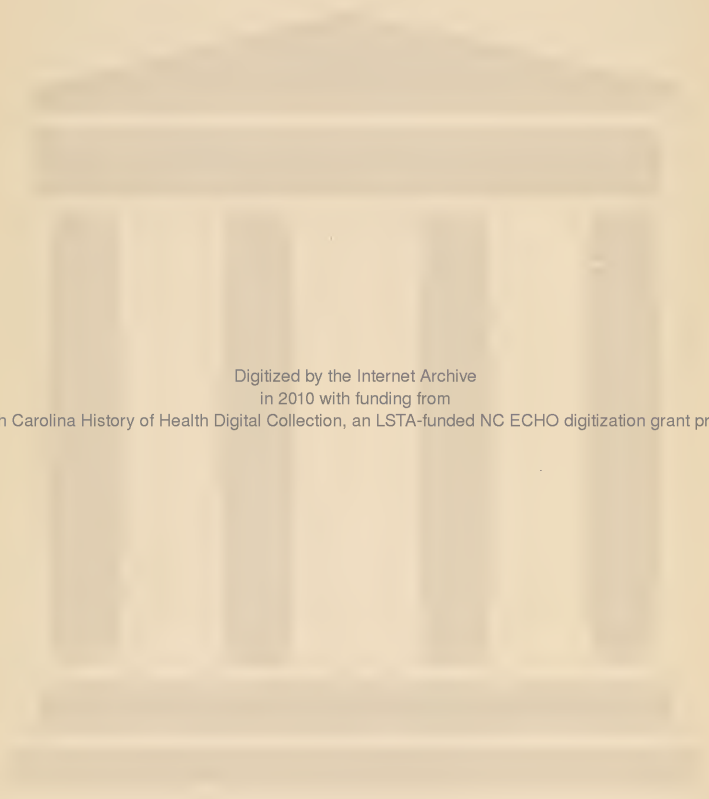 Digitized by the Internet Archive
in 2010 with funding from
Carolina History of Health Digital Collection, an LSTA-funded NC ECHO digitization grant